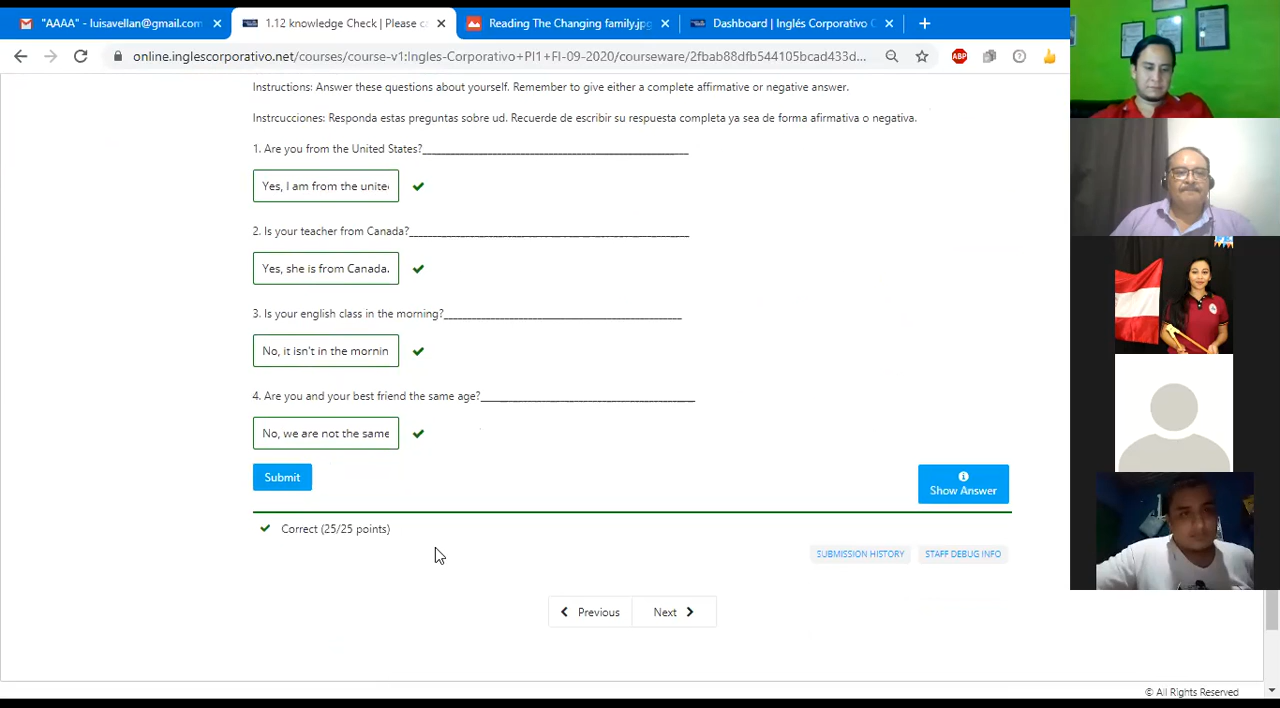 "AAAA" - luisavellan@gmail.com
1.12 knowledge Check | Please ca
Reading The Changing family.jpg
Dashboard | Inglés Corporativo C
online.inglescorporativo.net/courses/course-v1:Ingles-Corporativo+PI1+FI-09-2020/courseware/2fbab88dfb544105bcad433d...
ABP
Instructions: Answer these questions about yourself. Remember to give either a complete affirmative or negative answer.
Instrcucciones: Responda estas preguntas sobre ud. Recuerde de escribir su respuesta completa ya sea de forma afirmativa o negativa.
1. Are you from the United States?
Yes, I am from the unite
2. Is your teacher from Canada?
Yes, she is from Canada.
3. Is your english class in the morning?
No, it isn't in the mornin
4. Are you and your best friend the same age?
No, we are not the same
Submit
Show Answer
Correct (25/25 points)
SUBMISSION HISTORY
STAFF DEBUG INFO
Previous
Next
© All Rights Reserved